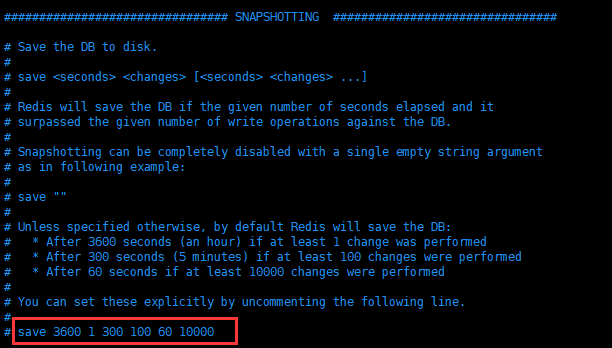 ############################### SNAPSHOTTING ################################
# Save the DB to disk.
#
# save <seconds> <changes> [<seconds> <changes> ...]
#
# Redis will save the DB if the given number of seconds elapsed and it
# surpassed the given number of write operations against the DB.
#
# Snapshotting can be completely disabled with a single empty string argument
# as in following example:
#
# save ""
#
# Unless specified otherwise, by default Redis will save the DB:
#   * After 3600 seconds (an hour) if at least 1 change was performed
#   * After 300 seconds (5 minutes) if at least 100 changes were performed
#   * After 60 seconds if at least 10000 changes were performed
#
# You can set these explicitly by uncommenting the following line.
#
# save 3600 1 300 100 60 10000